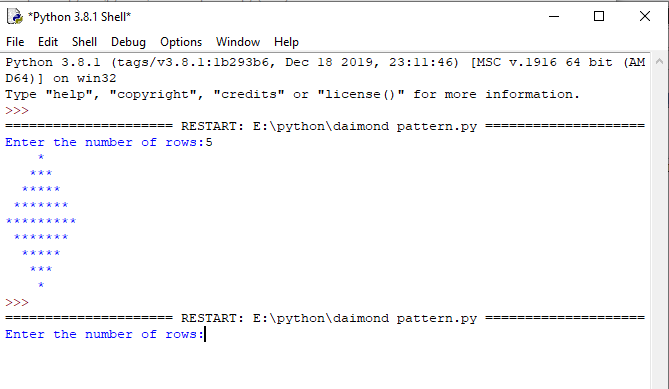 *Python 3.8.1 Shell*
File Edit Shell Debug Options Window Help
Python 3.8.1 (tags/v3.8.1:1b293b6, Dec 18 2019, 23:11:46) [MSC v.1916 64 bit (AM
D64)] on win32
Type "help", "copyright", "credits" or "license()" for more information.
>>>
===================== RESTART: E:\python\daimond pattern.py ====================
Enter the number of rows:5
    *
   ***
  *****
 *******
*********
 *******
  *****
   ***
    *
>>>
===================== RESTART: E:\python\daimond pattern.py ====================
Enter the number of rows: